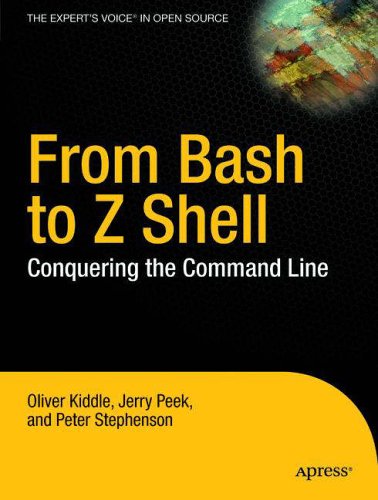 THE EXPERT'S VOICE® IN OPEN SOURCE
From Bash
to Z Shell
Conquering the Command Line
Oliver Kiddle, Jerry Peek,
and Peter Stephenson
Apress®